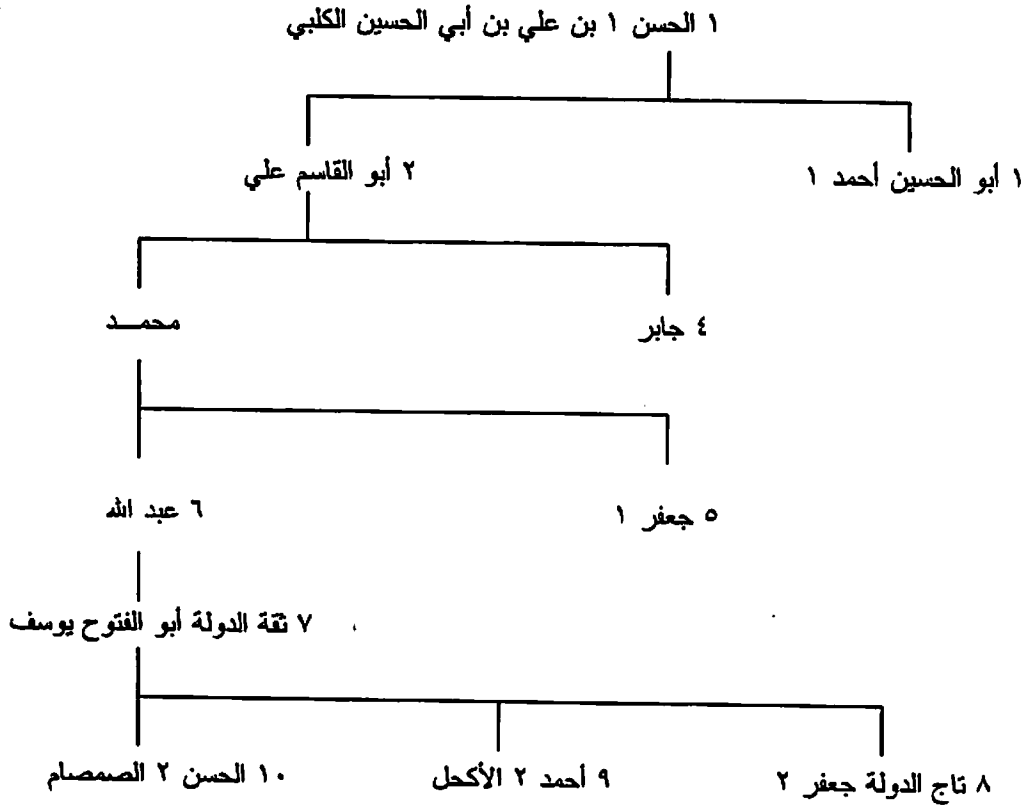 ١ الحسن ١ بن علي بن أبي الحسين الكلبي
١ أبو الحسين أحمد ١
٢ أبو القاسم علي
٤ جابر
محمـــد
٥ جعفر ١
٦ عبد الله
٧ ثقة الدولة أبو الفتوح يوسف
٨ تاج الدولة جعفر ٢
٩ أحمد ٢ الأكحل
١٠ الحسن ٢ الصمصام